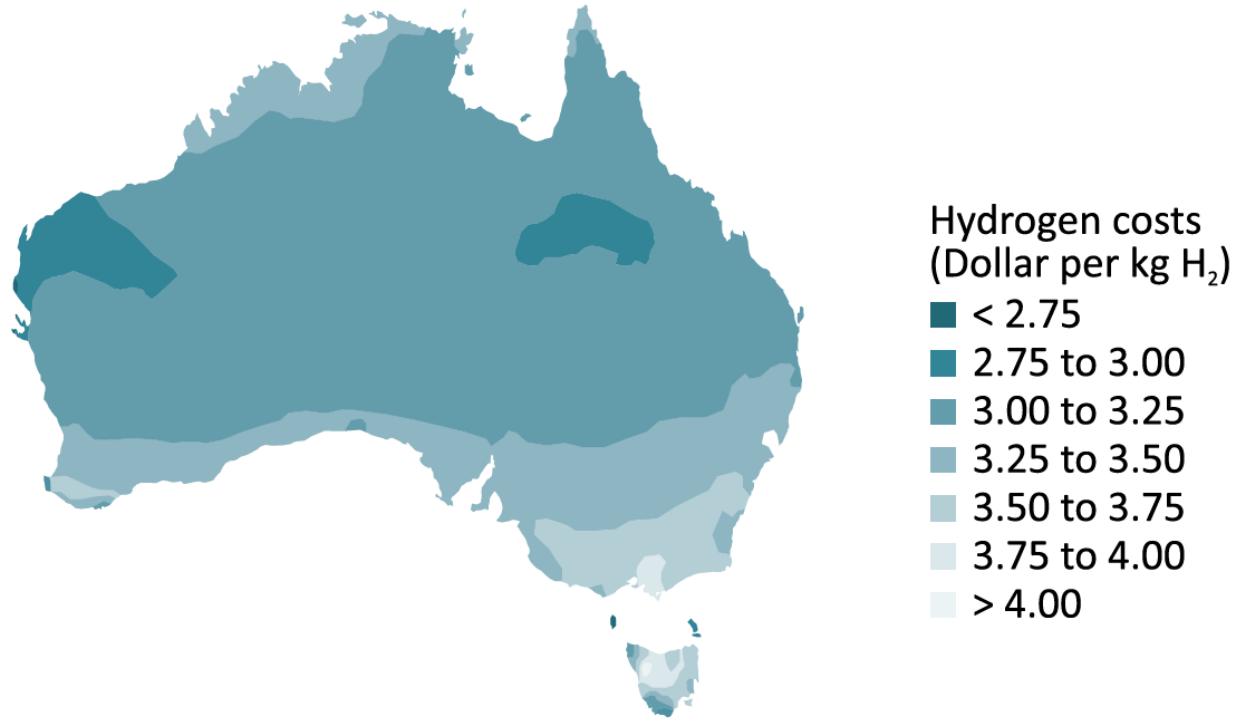 Hydrogen costs
(Dollar per kg H₂)
< 2.75
2.75 to 3.00
3.00 to 3.25
3.25 to 3.50
3.50 to 3.75
3.75 to 4.00
> 4.00